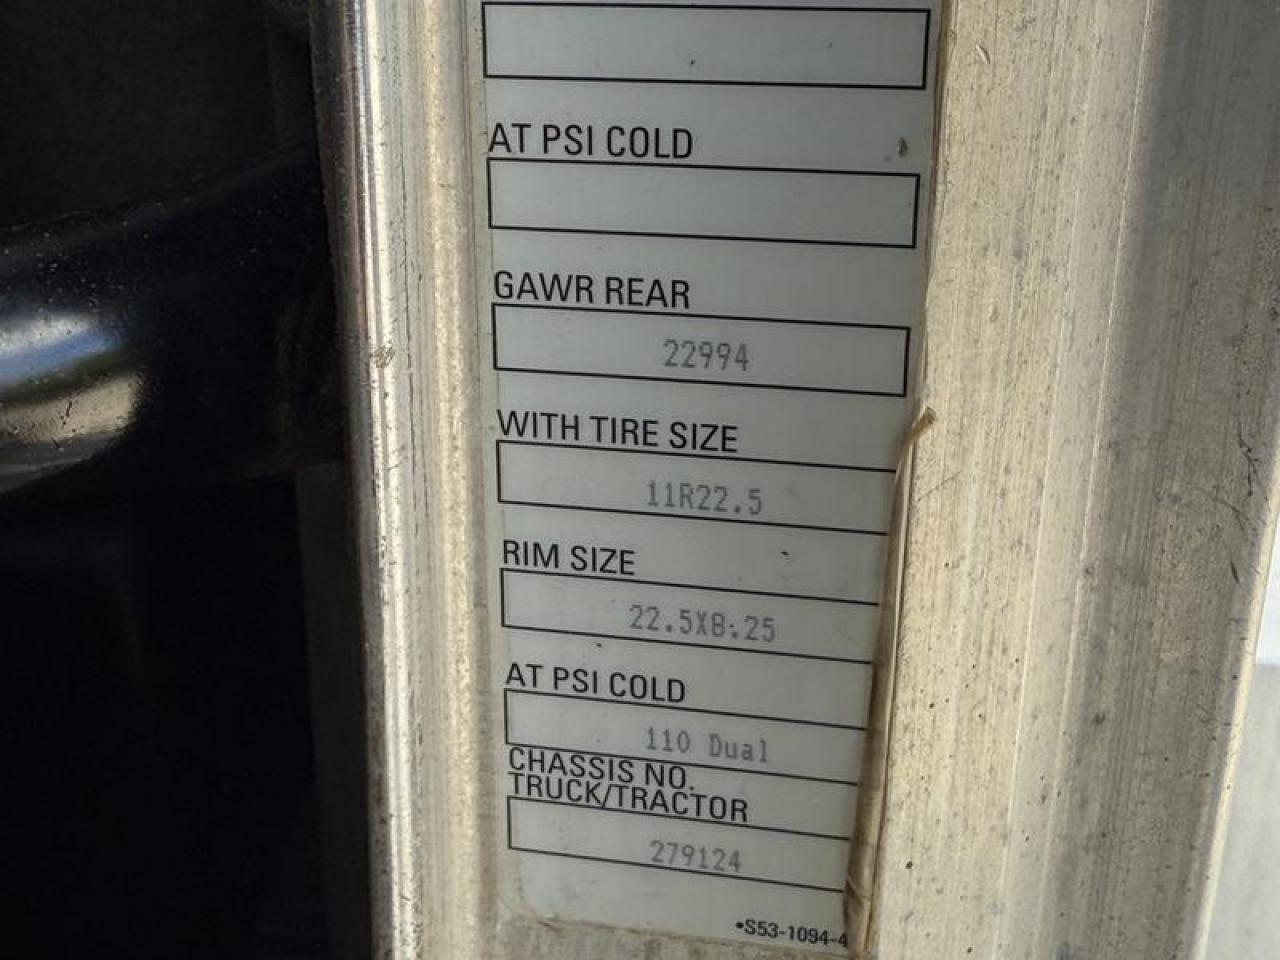 AT PSI COLD
GAWR REAR
22994
WITH TIRE SIZE
11R22.5
RIM SIZE
22.5X8.25
AT PSI COLD
110 Dual
CHASSIS NO.
TRUCK/TRACTOR
279124
•S53-1094-4